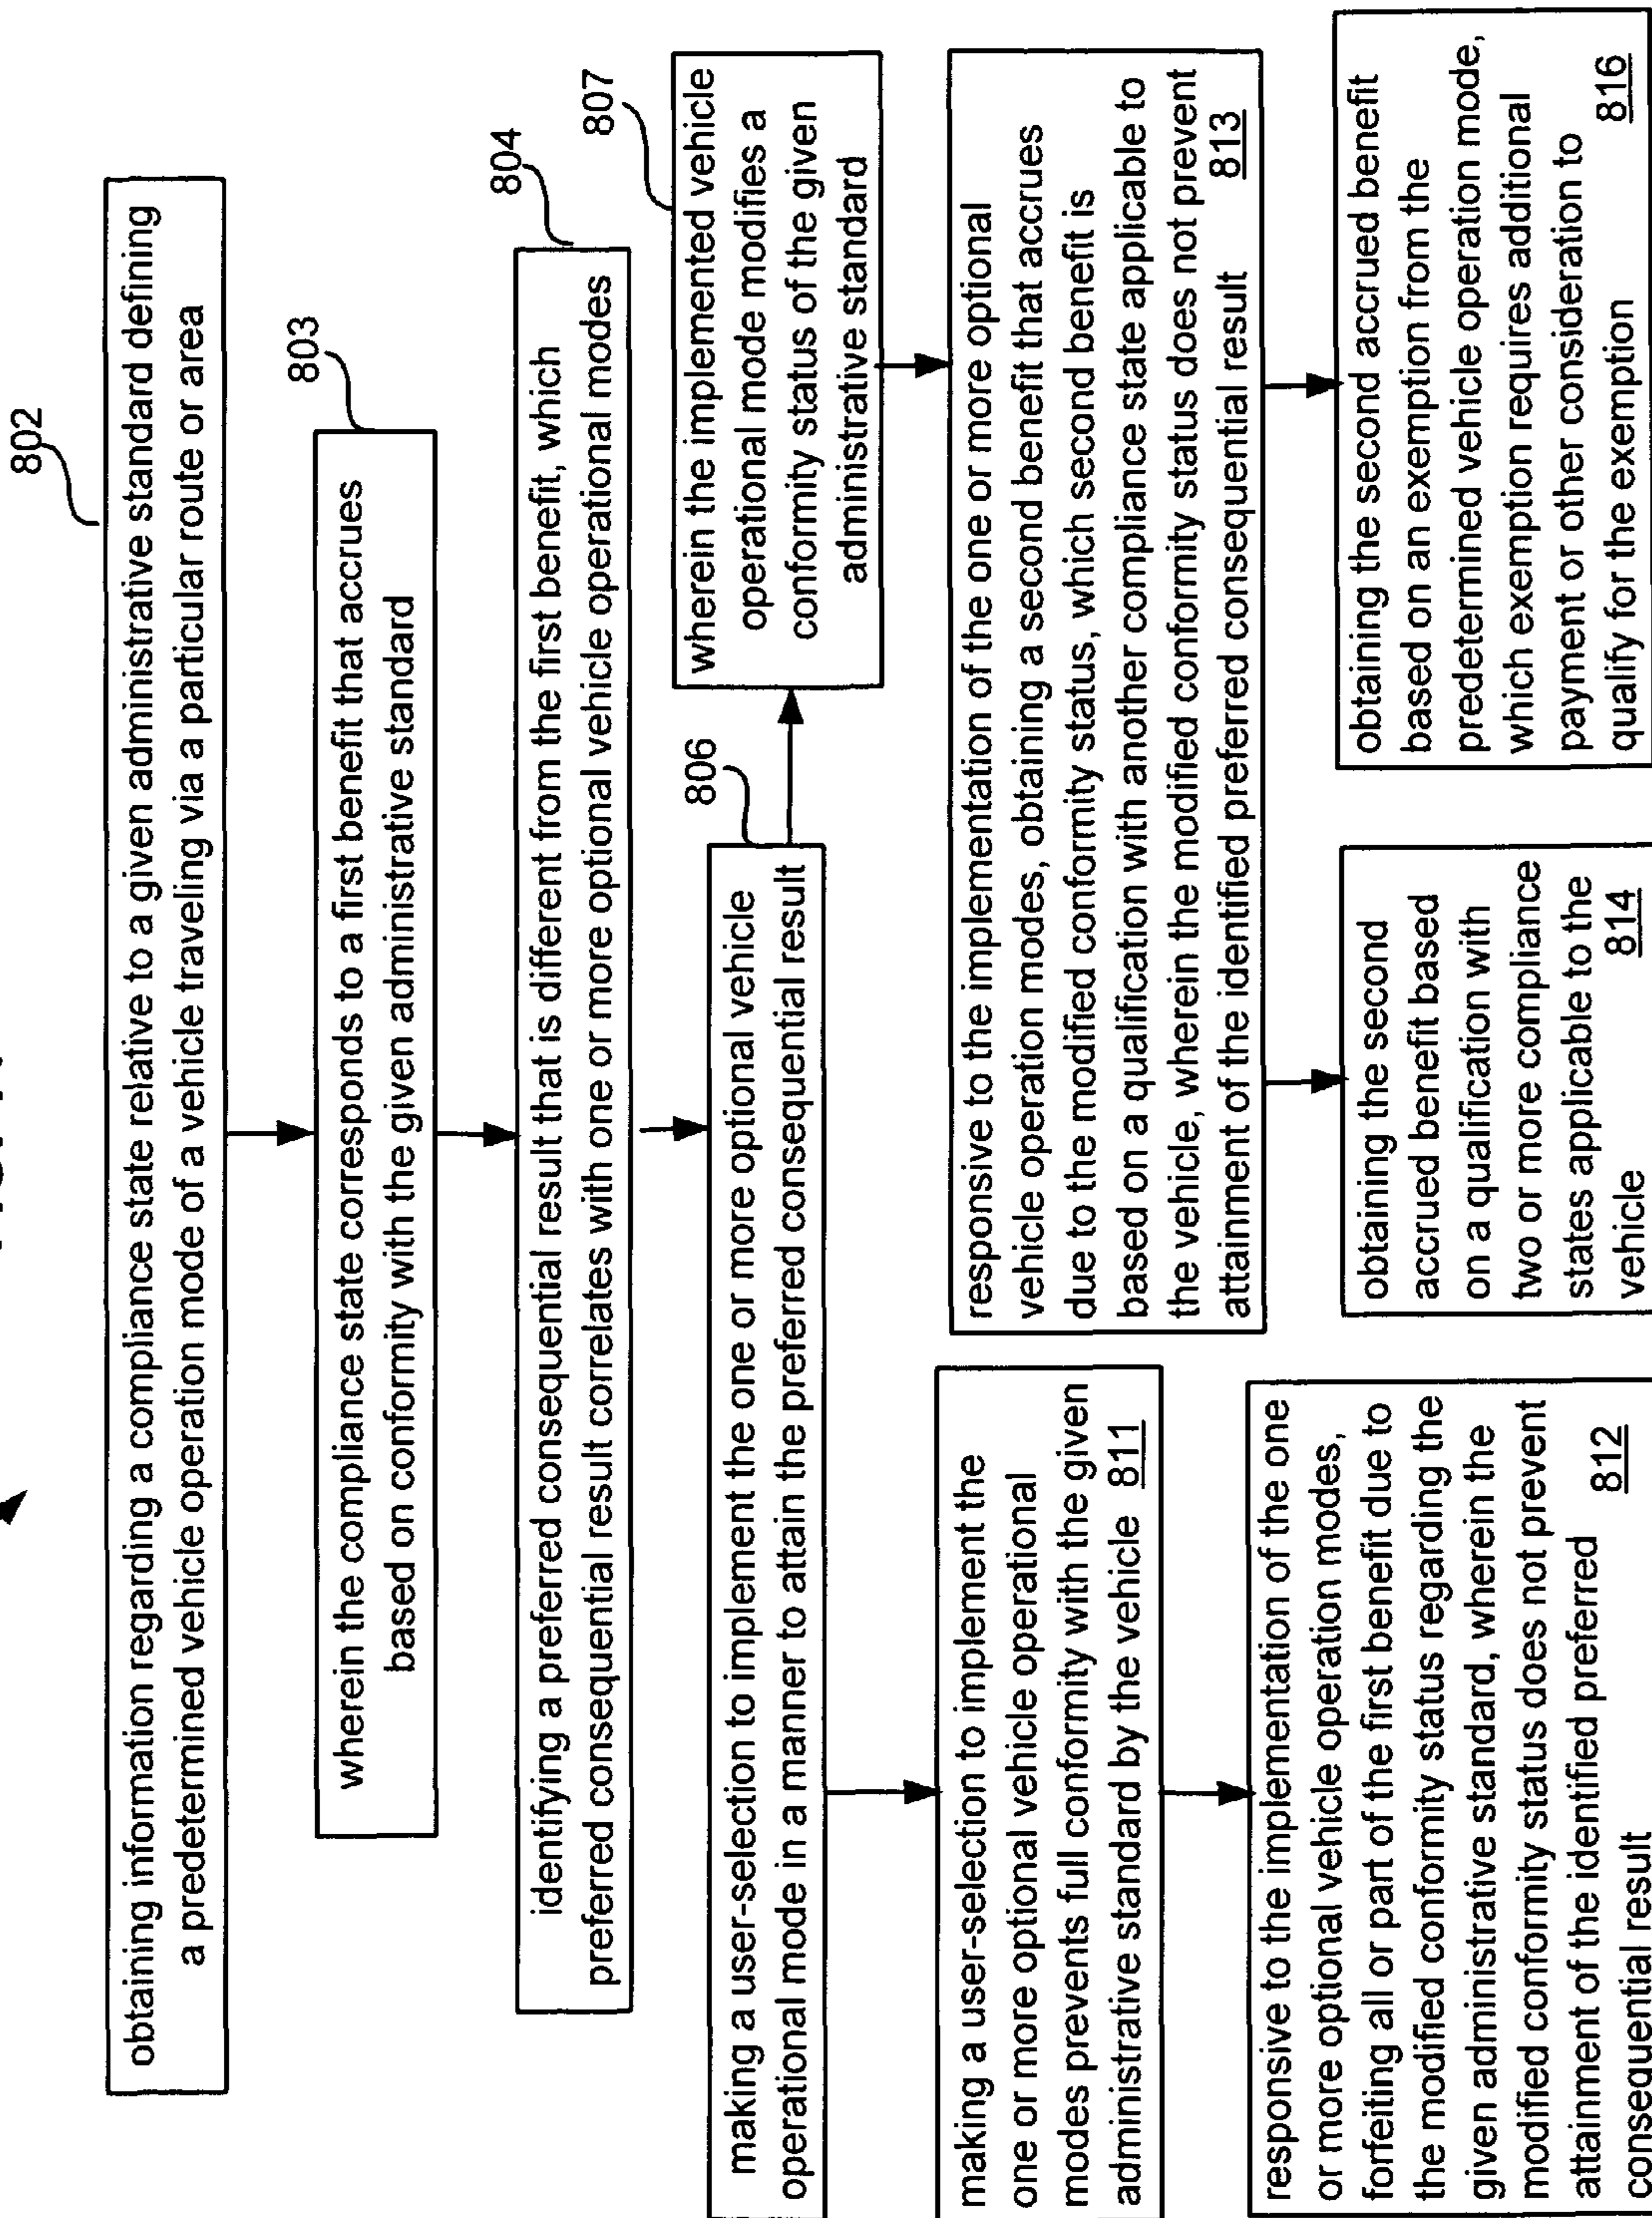 802
obtaining information regarding a compliance state relative to a given administrative standard defining
a predetermined vehicle operation mode of a vehicle traveling via a particular route or area
803
wherein the compliance state corresponds to a first benefit that accrues
based on conformity with the given administrative standard
804
identifying a preferred consequential result that is different from the first benefit, which
preferred consequential result correlates with one or more optional vehicle operational modes
806
making a user-selection to implement the one or more optional vehicle
operational mode in a manner to attain the preferred consequential result
807
wherein the implemented vehicle
operational mode modifies a
conformity status of the given
administrative standard
making a user-selection to implement the
one or more optional vehicle operational
modes prevents full conformity with the given
administrative standard by the vehicle 811
responsive to the implementation of the one
or more optional vehicle operation modes,
forfeiting all or part of the first benefit due to
the modified conformity status regarding the
given administrative standard, wherein the
modified conformity status does not prevent
attainment of the identified preferred
consequential result 812
responsive to the implementation of the one or more optional
vehicle operation modes, obtaining a second benefit that accrues
due to the modified conformity status, which second benefit is
based on a qualification with another compliance state applicable to
the vehicle, wherein the modified conformity status does not prevent
attainment of the identified preferred consequential result 813
obtaining the second
accrued benefit based
on a qualification with
two or more compliance
states applicable to the
vehicle 814
obtaining the second accrued benefit
based on an exemption from the
predetermined vehicle operation mode,
which exemption requires additional
payment or other consideration to
qualify for the exemption 816